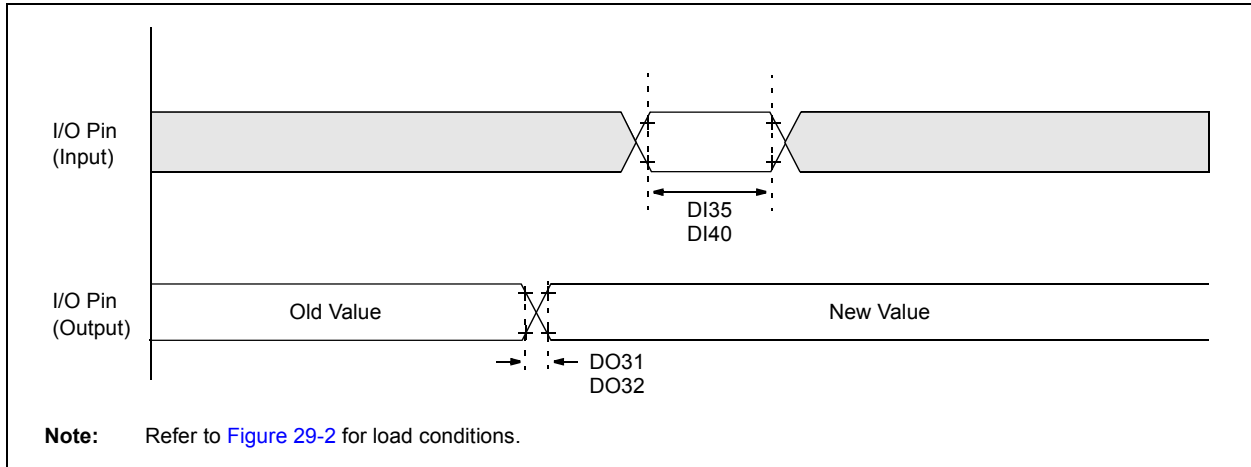 I/O Pin
(Input)
DI35
DI40
I/O Pin
(Output)
Old Value
New Value
DO31
DO32
Note: Refer to Figure 29-2 for load conditions.